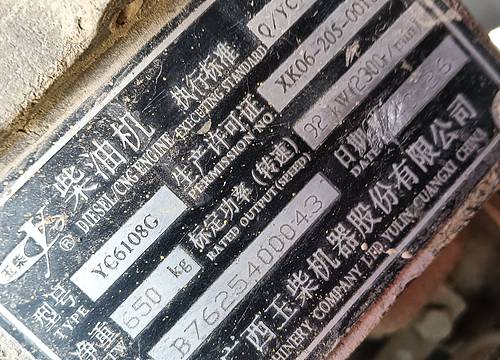 柴油机 执行标准 Q/YC
DIESEL/CNG ENGINE EXECUTING STANDARD
玉柴 ® 生产许可证 XK06-205-001
PERMISSION NO.
型号 YC6108G 标定功率(转速) 92 kW(2300r/min)
TYPE RATED OUTPUT(SPEED)
净重 650 kg 日期
DATE
B7625400043
广西玉柴机器股份有限公司
MACHINERY COMPANY LTD YULIN GUANGXI CHINA